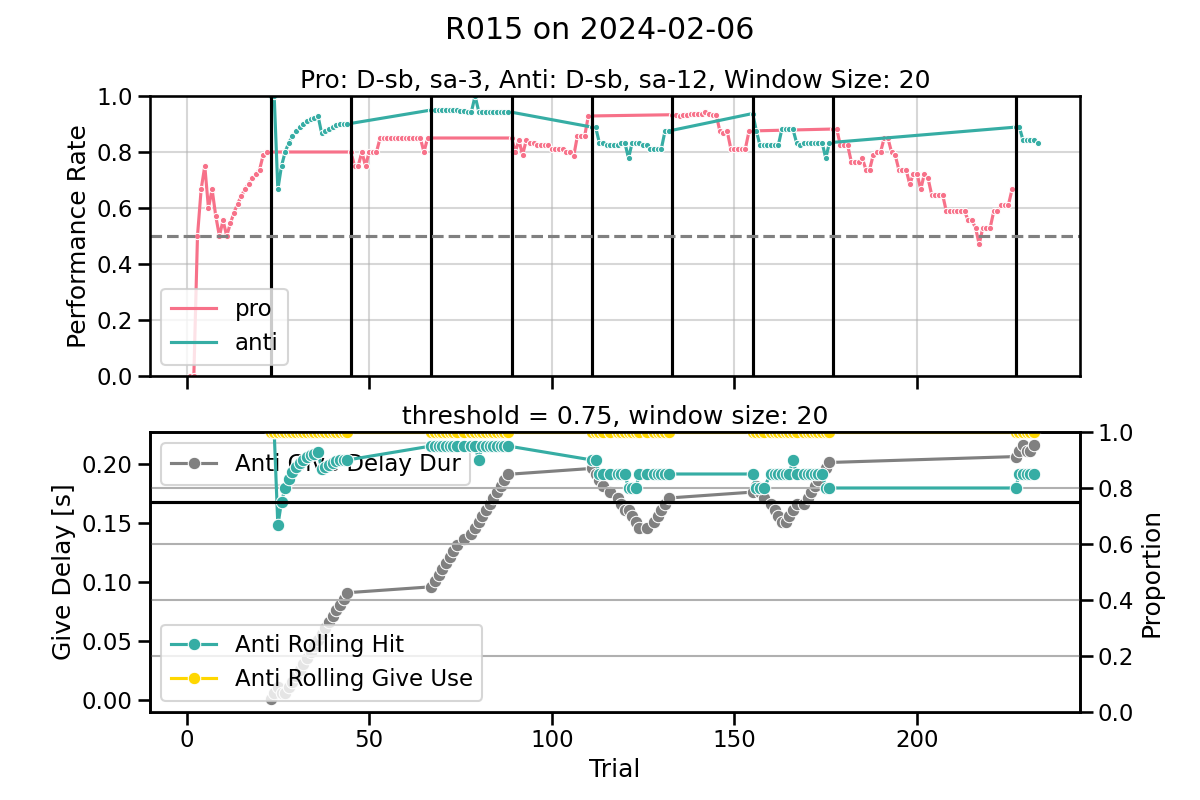 R015 on 2024-02-06
Pro: D-sb, sa-3, Anti: D-sb, sa-12, Window Size: 20
1.0
0.8
0.6
0.4
0.2
0.0
Performance Rate
pro
anti
threshold = 0.75, window size: 20
0.20
0.15
0.10
0.05
0.00
Give Delay [s]
Anti Give Delay Dur
Anti Rolling Hit
Anti Rolling Give Use
1.0
0.8
0.6
0.4
0.2
0.0
Proportion
0
50
100
150
200
Trial